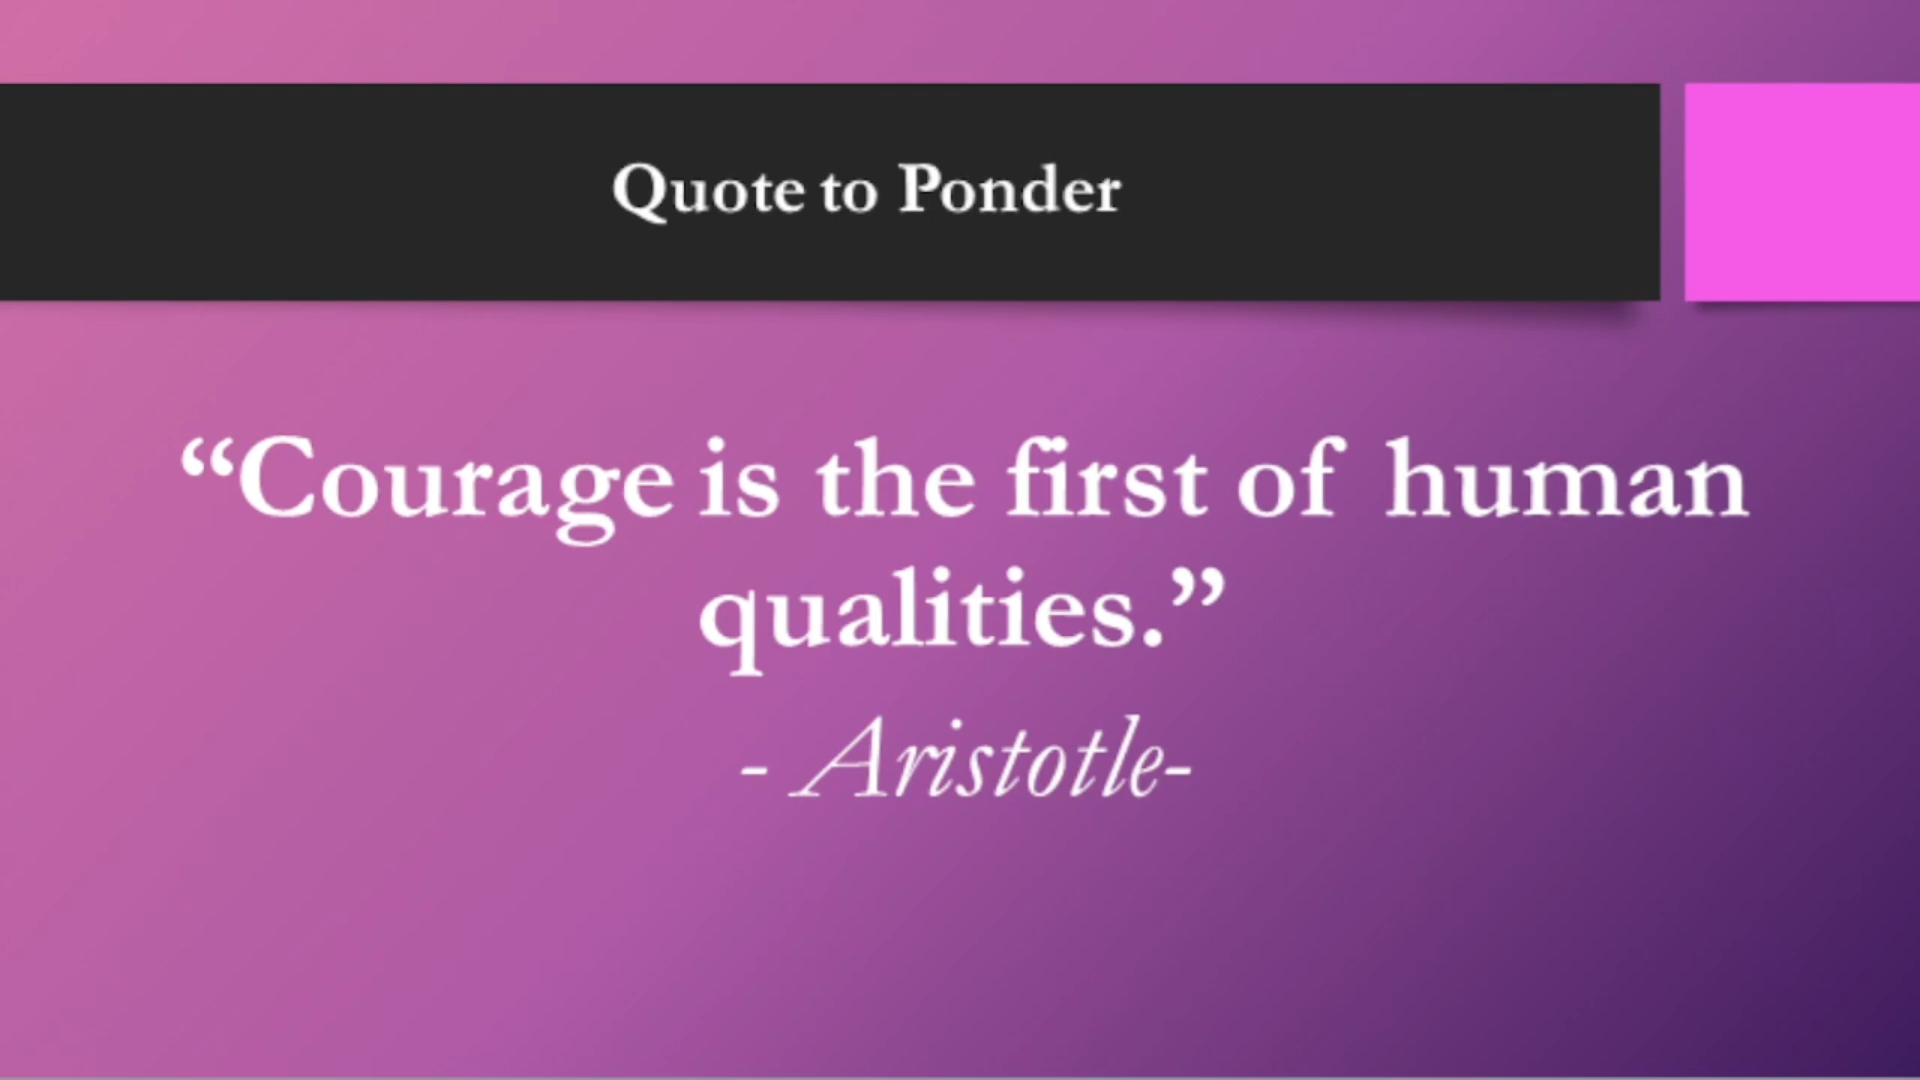 Quote to Ponder
“Courage is the first of human
qualities.”
- Aristotle-